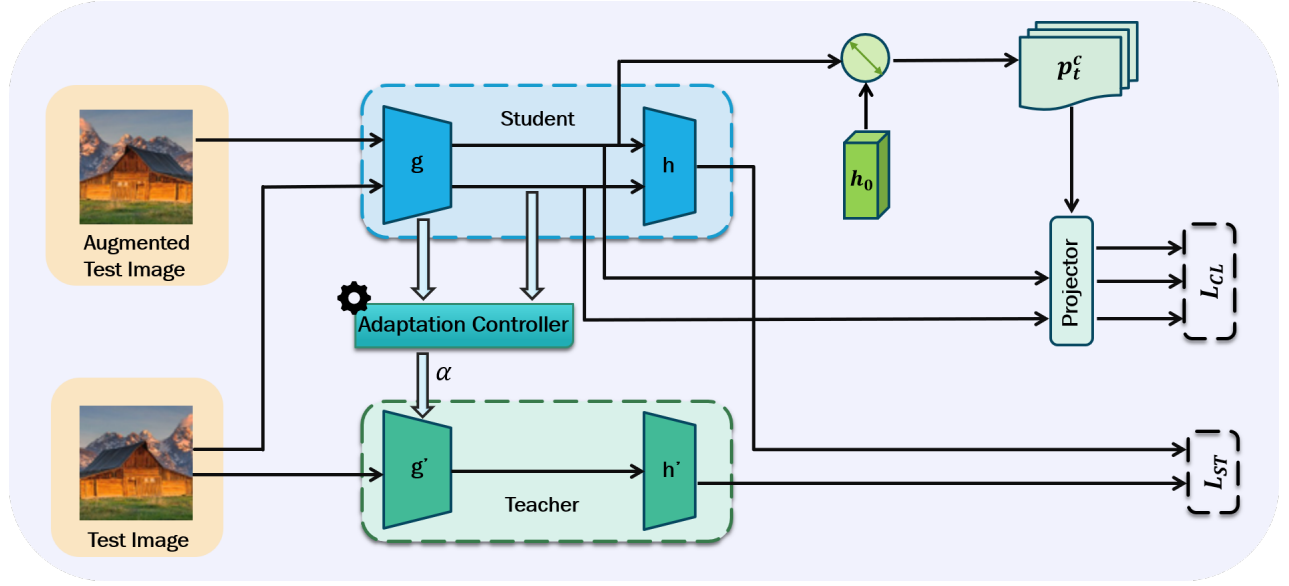 p_t^c
Student
g
h
h₀
Augmented
Test Image
Projector
L_CL
Adaptation Controller
α
g’
h’
L_ST
Teacher
Test Image